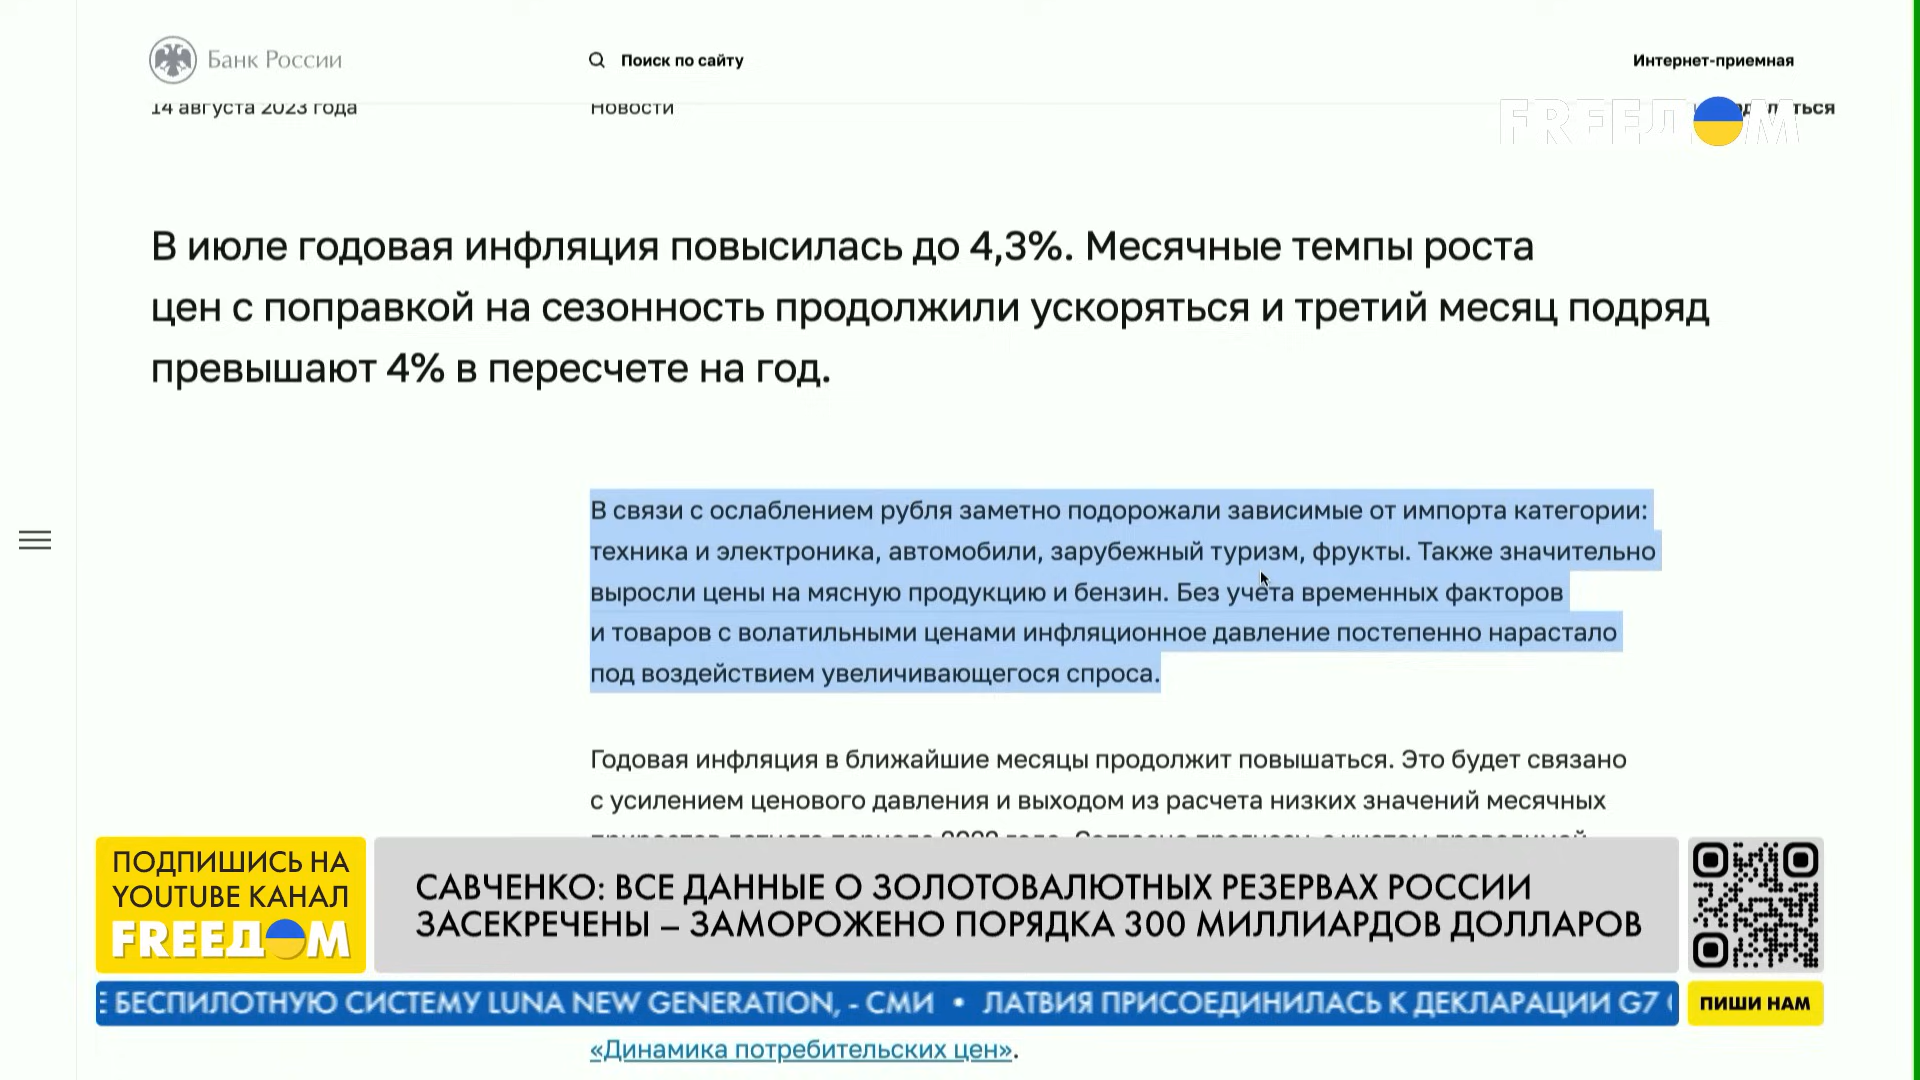 Банк России
Поиск по сайту
Интернет-приемная
14 августа 2023 года
Новости
FREEДOM
В июле годовая инфляция повысилась до 4,3%. Месячные темпы роста
цен с поправкой на сезонность продолжили ускоряться и третий месяц подряд
превышают 4% в пересчете на год.
В связи с ослаблением рубля заметно подорожали зависимые от импорта категории:
техника и электроника, автомобили, зарубежный туризм, фрукты. Также значительно
выросли цены на мясную продукцию и бензин. Без учета временных факторов
и товаров с волатильными ценами инфляционное давление постепенно нарастало
под воздействием увеличивающегося спроса.
Годовая инфляция в ближайшие месяцы продолжит повышаться. Это будет связано
с усилением ценового давления и выходом из расчета низких значений месячных
ПОДПИШИСЬ НА
YOUTUBE КАНАЛ
FREEДOM
САВЧЕНКО: ВСЕ ДАННЫЕ О ЗОЛОТОВАЛЮТНЫХ РЕЗЕРВАХ РОССИИ
ЗАСЕКРЕЧЕНЫ – ЗАМОРОЖЕНО ПОРЯДКА 300 МИЛЛИАРДОВ ДОЛЛАРОВ
БЕСПИЛОТНУЮ СИСТЕМУ LUNA NEW GENERATION, - СМИ • ЛАТВИЯ ПРИСОЕДИНИЛАСЬ К ДЕКЛАРАЦИИ G7
ПИШИ НАМ
«Динамика потребительских цен».